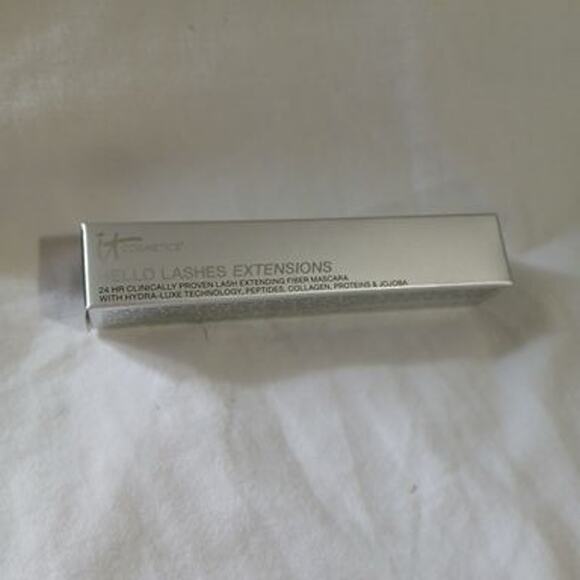 it COSMETICS
HELLO LASHES EXTENSIONS
24 HR CLINICALLY PROVEN LASH EXTENDING FIBER MASCARA
WITH HYDRA-LUXE TECHNOLOGY, PEPTIDES, COLLAGEN, PROTEINS & JOJOBA